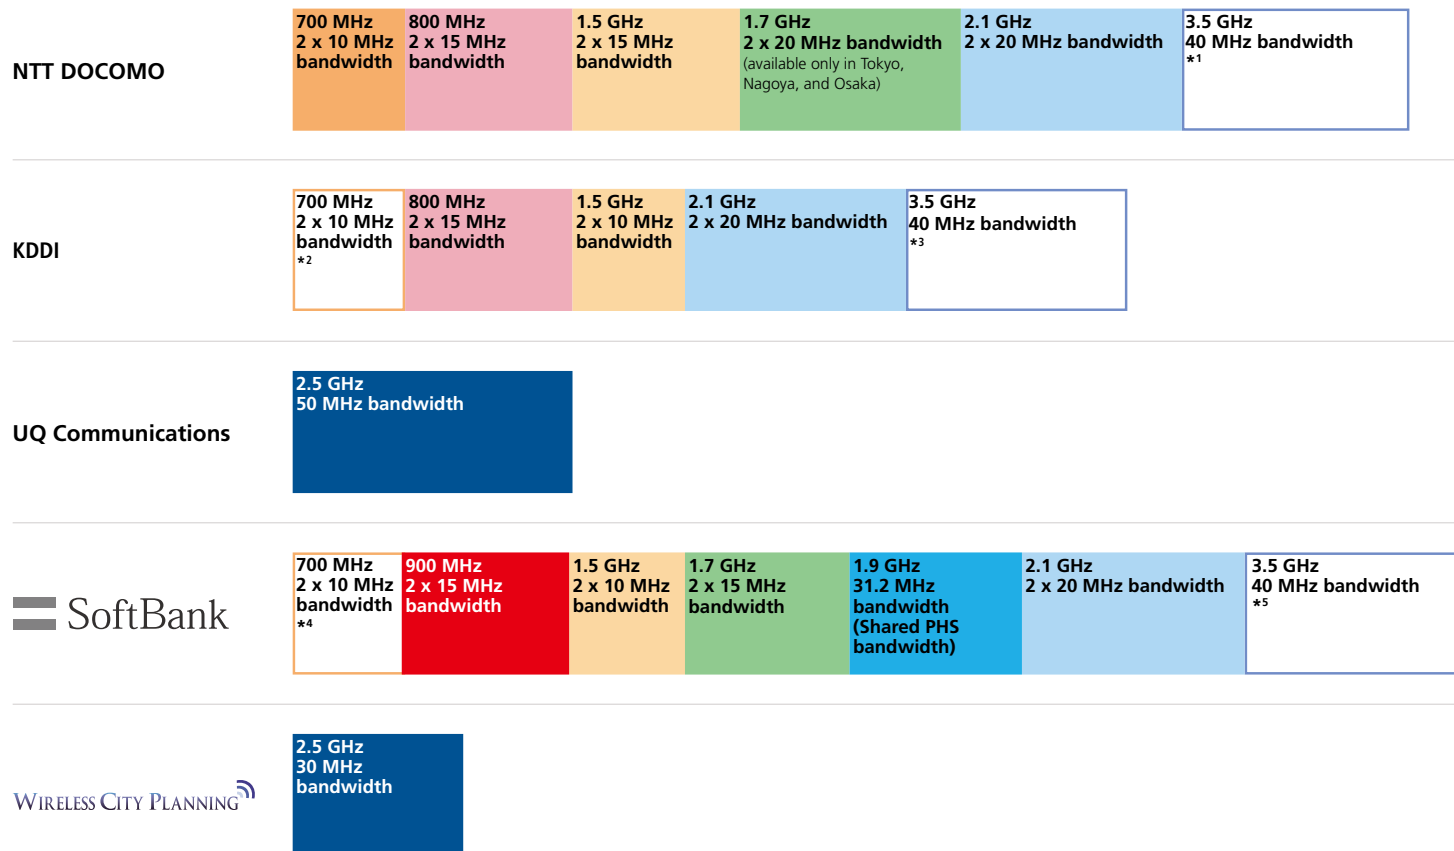 NTT DOCOMO
700 MHz
2 x 10 MHz
bandwidth
800 MHz
2 x 15 MHz
bandwidth
1.5 GHz
2 x 15 MHz
bandwidth
1.7 GHz
2 x 20 MHz bandwidth
(available only in Tokyo,
Nagoya, and Osaka)
2.1 GHz
2 x 20 MHz bandwidth
3.5 GHz
40 MHz bandwidth
*1
KDDI
700 MHz
2 x 10 MHz
bandwidth
*2
800 MHz
2 x 15 MHz
bandwidth
1.5 GHz
2 x 10 MHz
bandwidth
2.1 GHz
2 x 20 MHz bandwidth
3.5 GHz
40 MHz bandwidth
*3
UQ Communications
2.5 GHz
50 MHz bandwidth
SoftBank
700 MHz
2 x 10 MHz
bandwidth
*4
900 MHz
2 x 15 MHz
bandwidth
1.5 GHz
2 x 10 MHz
bandwidth
1.7 GHz
2 x 15 MHz
bandwidth
1.9 GHz
31.2 MHz
bandwidth
(Shared PHS
bandwidth)
2.1 GHz
2 x 20 MHz bandwidth
3.5 GHz
40 MHz bandwidth
*5
WIRELESS CITY PLANNING
2.5 GHz
30 MHz
bandwidth